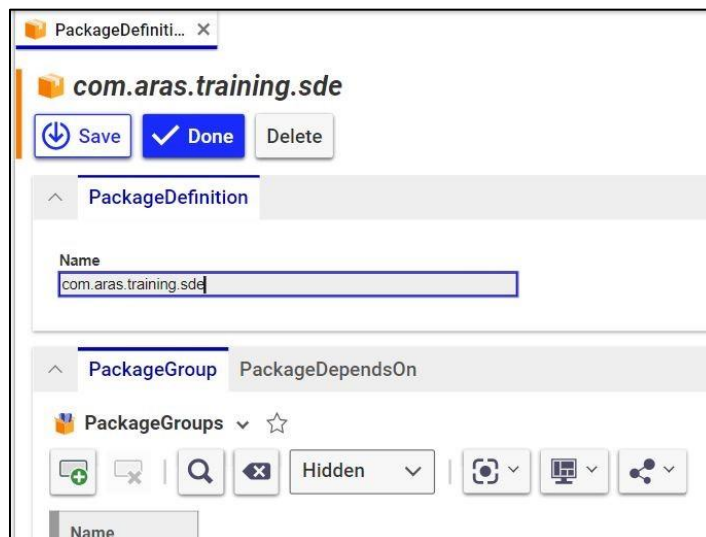 PackageDefiniti...
com.aras.training.sde
Save Done Delete
PackageDefinition
Name
com.aras.training.sde
PackageGroup PackageDependsOn
PackageGroups
Hidden
Name